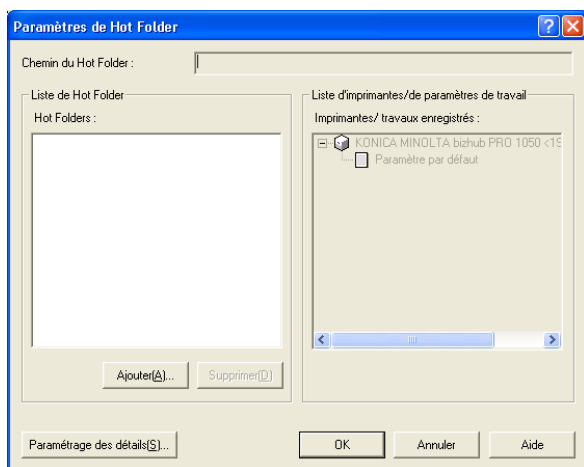 Paramètres de Hot Folder
Chemin du Hot Folder :
Liste de Hot Folder
Hot Folders :
Ajouter(A)...
Supprimer(D)
Liste d'imprimantes/de paramètres de travail
Imprimantes/ travaux enregistrés :
KONICA MINOLTA bizhub PRO 1050 <19
Paramètre par défaut
Paramétrage des détails(S)...
OK
Annuler
Aide